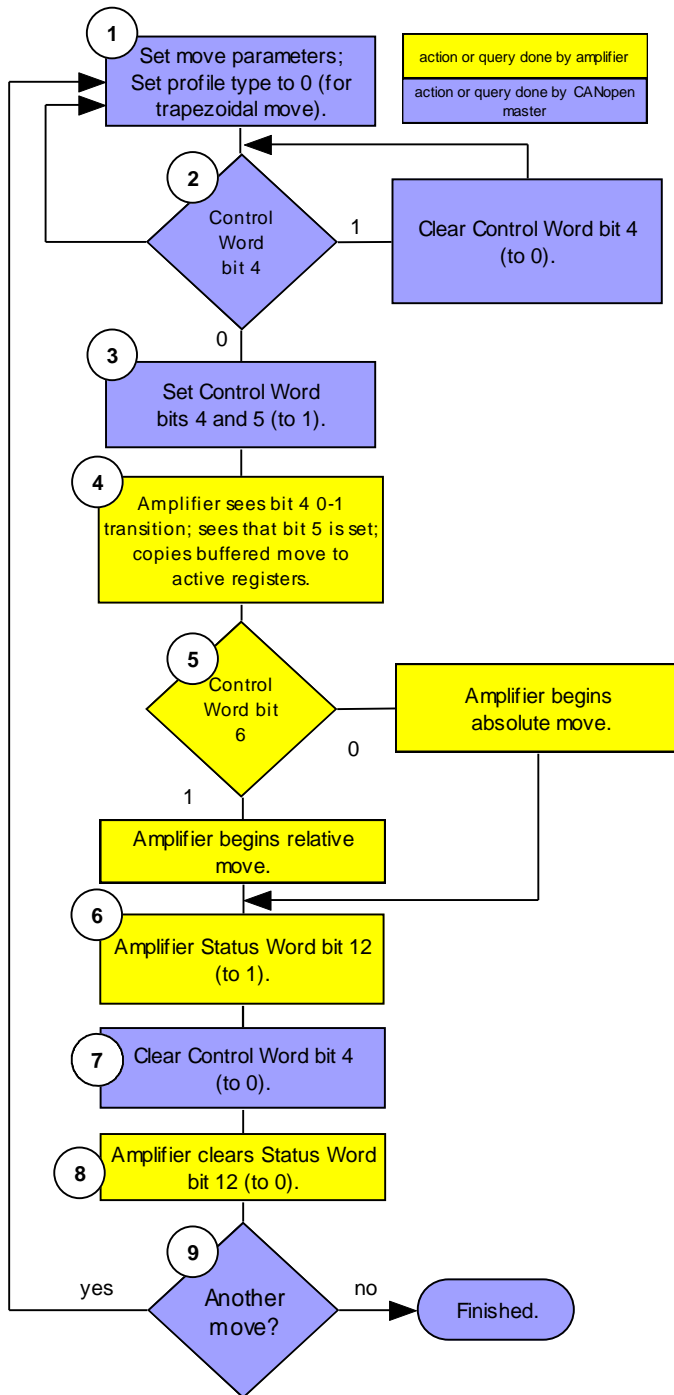 1
Set move parameters;
Set profile type to 0 (for
trapezoidal move).
action or query done by amplifier
action or query done by CANopen
master
2
Control
Word
bit 4
1
Clear Control Word bit 4
(to 0).
0
3
Set Control Word
bits 4 and 5 (to 1).
4
Amplifier sees bit 4 0-1
transition; sees that bit 5 is set;
copies buffered move to
active registers.
5
Control
Word bit
6
0
Amplifier begins
absolute move.
1
Amplifier begins relative
move.
6
Amplifier Status Word bit 12
(to 1).
7
Clear Control Word bit 4
(to 0).
8
Amplifier clears Status Word
bit 12 (to 0).
9
yes
Another
move?
no
Finished.